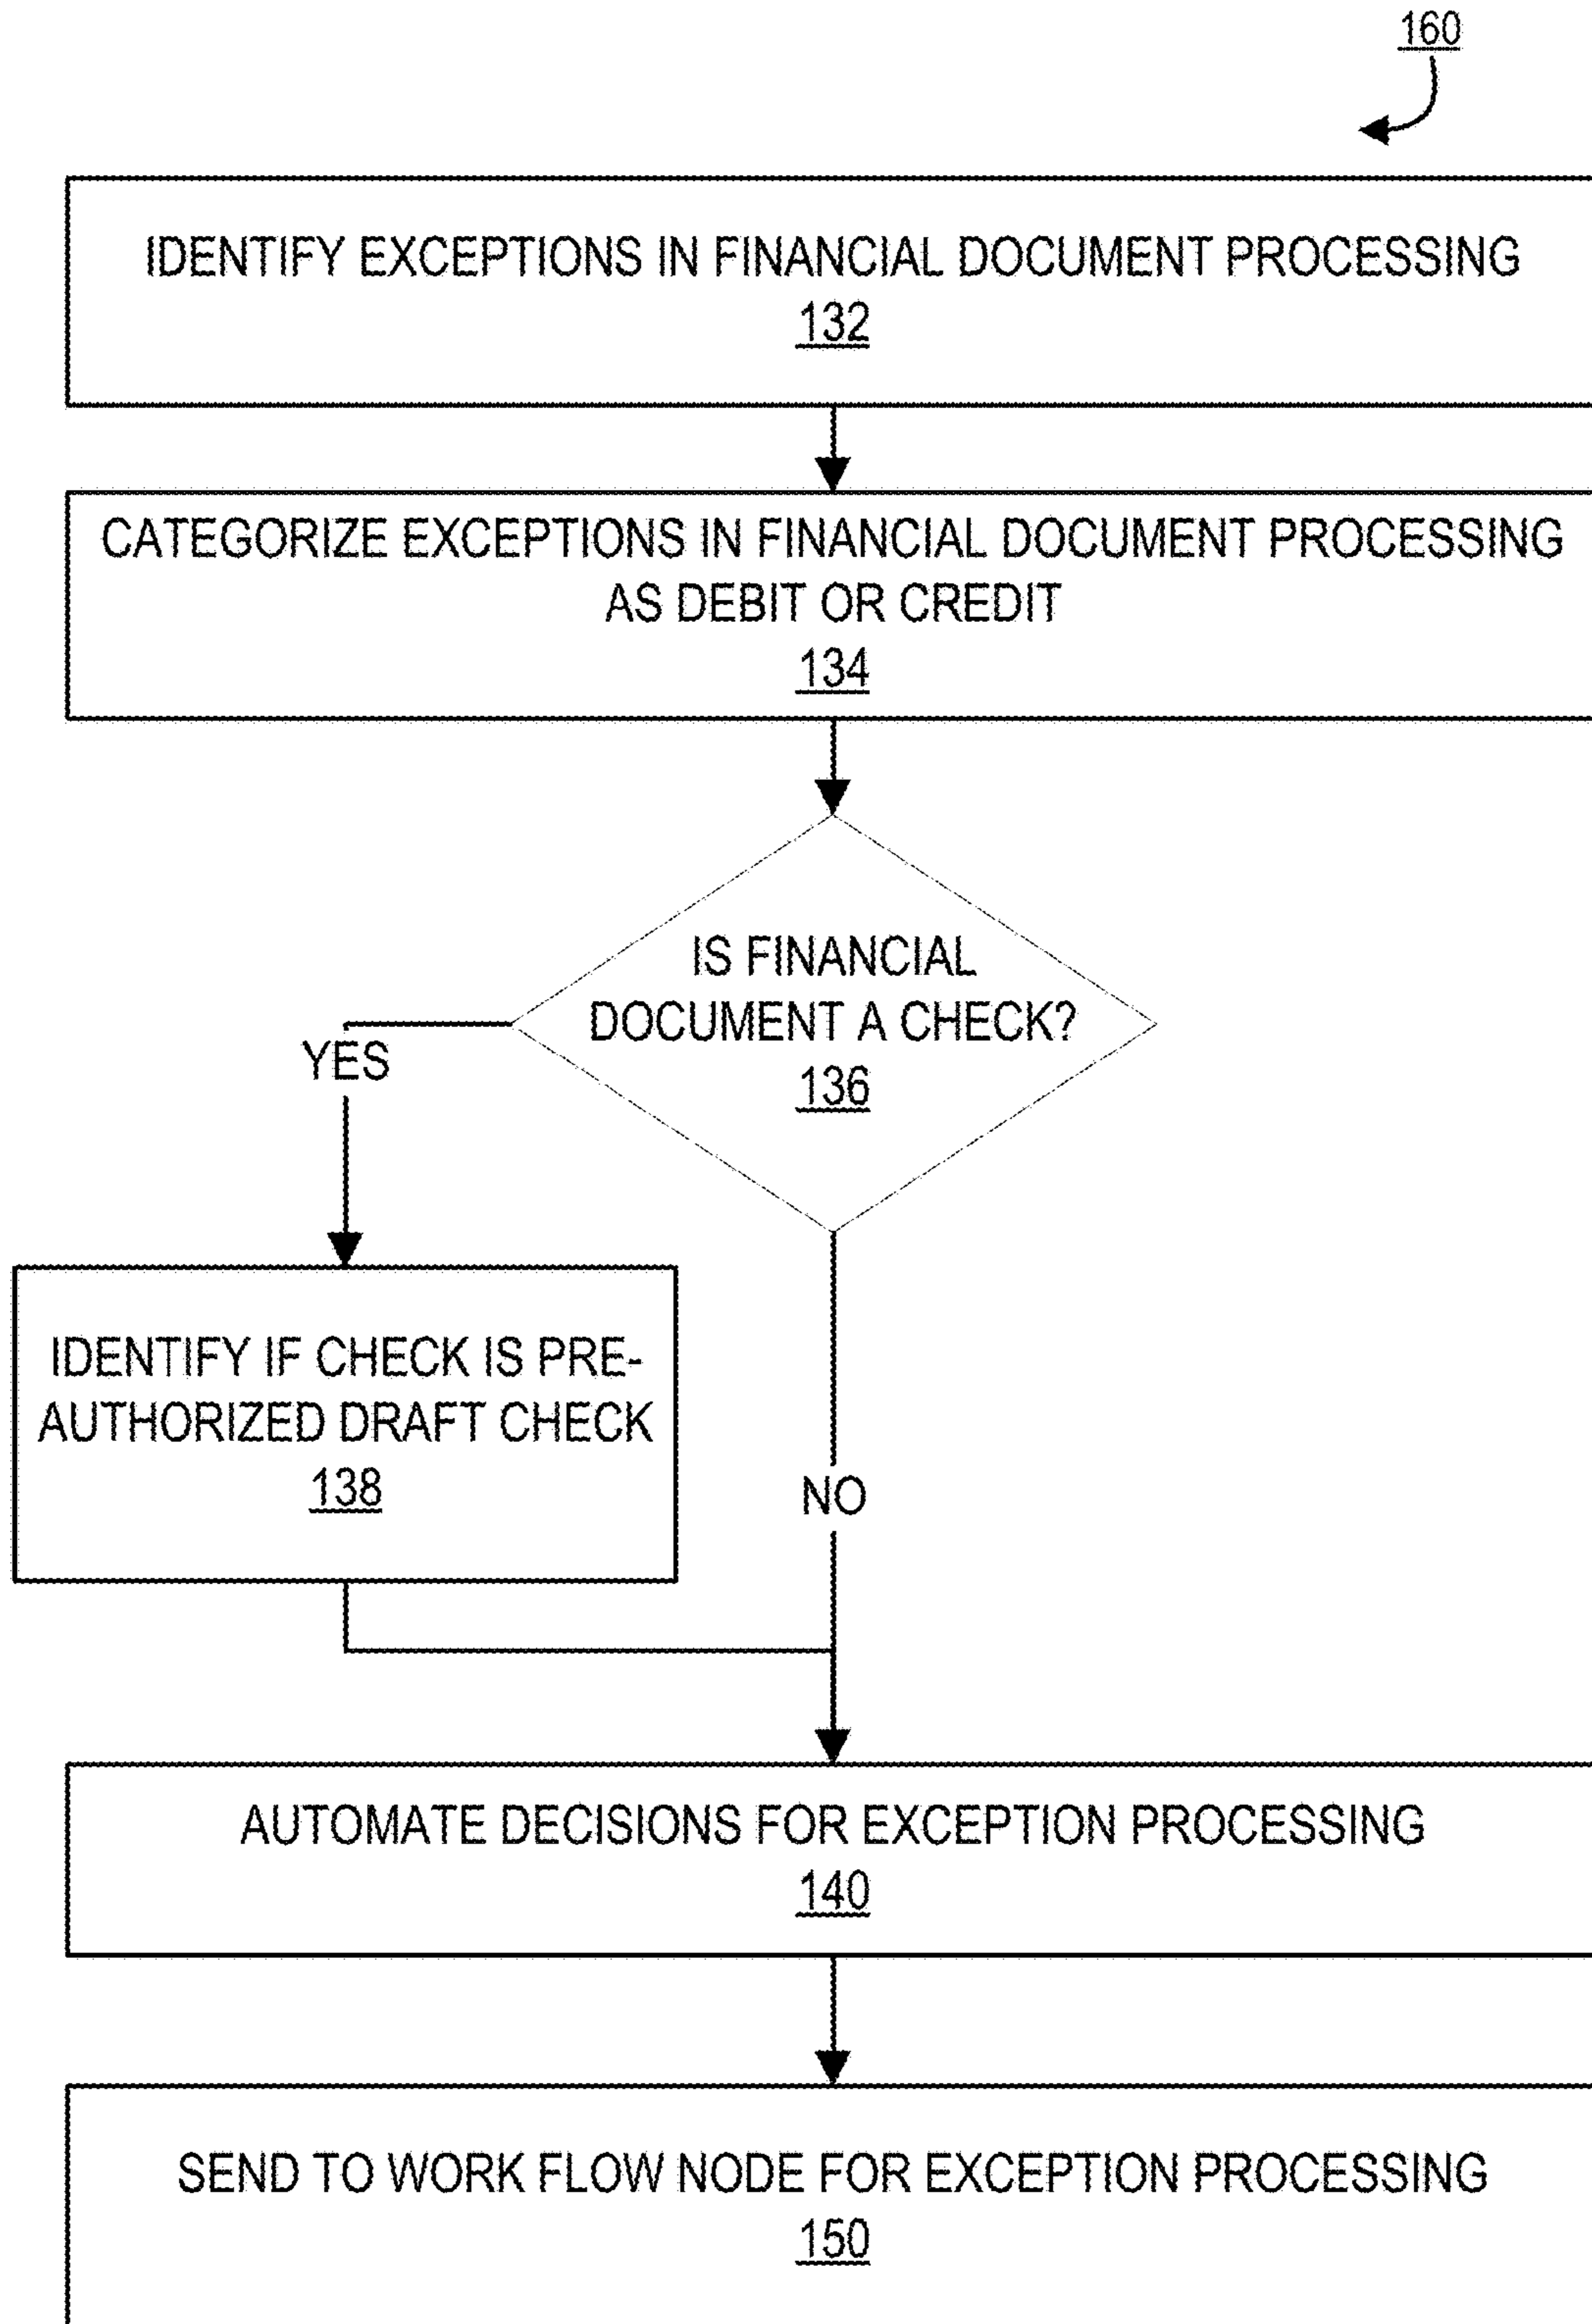 160
IDENTIFY EXCEPTIONS IN FINANCIAL DOCUMENT PROCESSING
132
CATEGORIZE EXCEPTIONS IN FINANCIAL DOCUMENT PROCESSING
AS DEBIT OR CREDIT
134
IS FINANCIAL
DOCUMENT A CHECK?
136
YES
IDENTIFY IF CHECK IS PRE-
AUTHORIZED DRAFT CHECK
138
NO
AUTOMATE DECISIONS FOR EXCEPTION PROCESSING
140
SEND TO WORK FLOW NODE FOR EXCEPTION PROCESSING
150